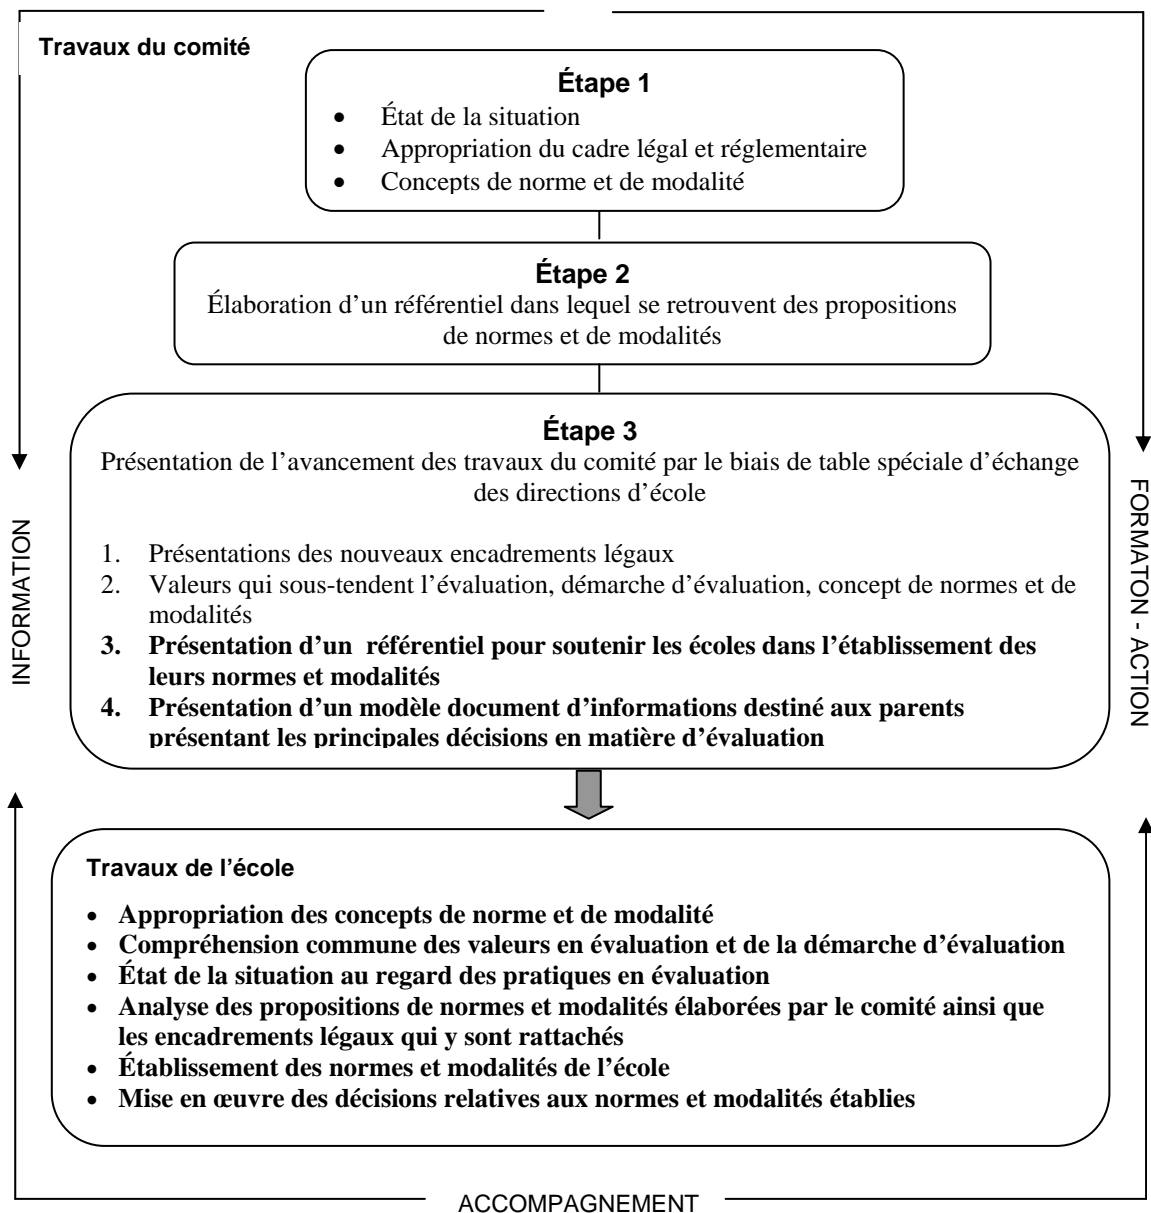 Travaux du comité
Étape 1
• État de la situation
• Appropriation du cadre légal et réglementaire
• Concepts de norme et de modalité
Étape 2
Élaboration d’un référentiel dans lequel se retrouvent des propositions
de normes et de modalités
Étape 3
Présentation de l’avancement des travaux du comité par le biais de table spéciale d’échange
des directions d’école
1. Présentations des nouveaux encadrements légaux
2. Valeurs qui sous-tendent l’évaluation, démarche d’évaluation, concept de normes et de
modalités
3. Présentation d’un référentiel pour soutenir les écoles dans l’établissement des
leurs normes et modalités
4. Présentation d’un modèle document d’informations destiné aux parents
présentant les principales décisions en matière d’évaluation
INFORMATION
FORMATON - ACTION
Travaux de l’école
• Appropriation des concepts de norme et de modalité
• Compréhension commune des valeurs en évaluation et de la démarche d’évaluation
• État de la situation au regard des pratiques en évaluation
• Analyse des propositions de normes et modalités élaborées par le comité ainsi que
les encadrements légaux qui y sont rattachés
• Établissement des normes et modalités de l’école
• Mise en œuvre des décisions relatives aux normes et modalités établies
ACCOMPAGNEMENT